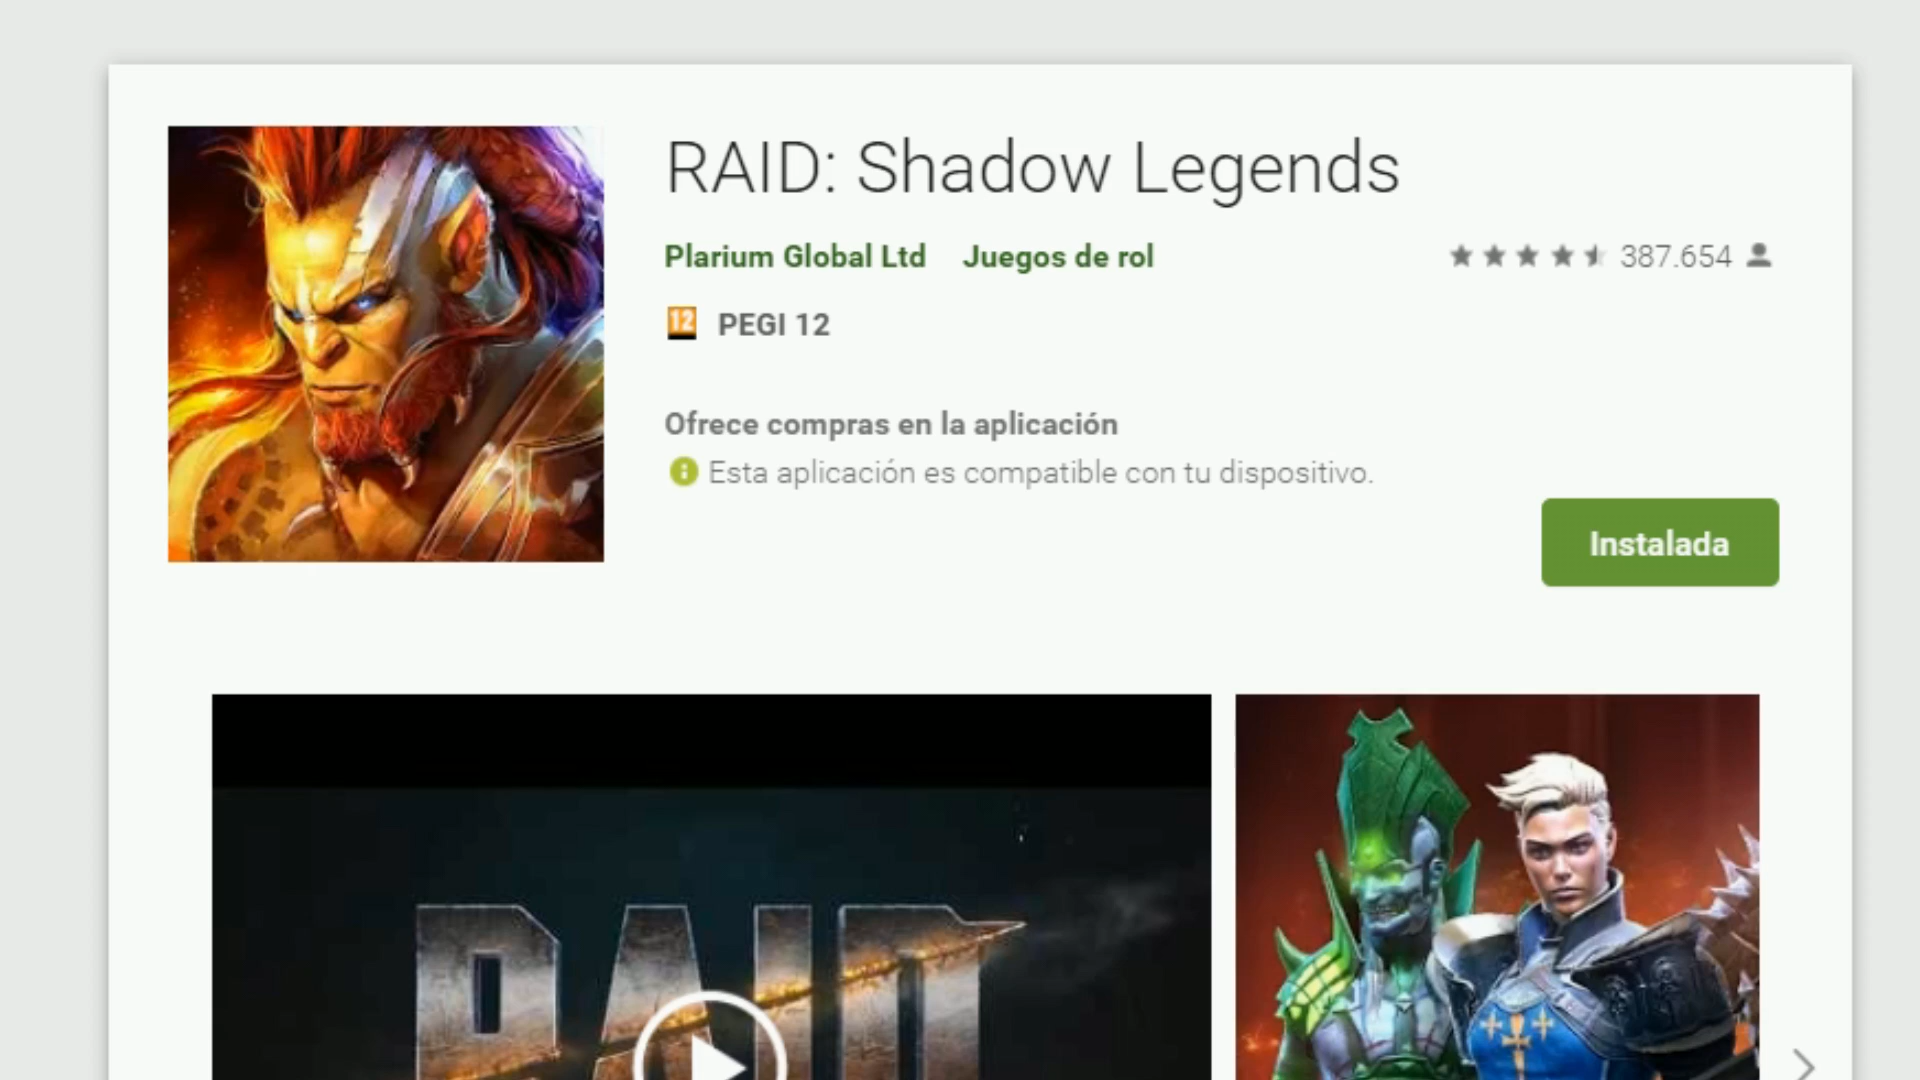 RAID: Shadow Legends
Plarium Global Ltd Juegos de rol 387.654
12 PEGI 12
Ofrece compras en la aplicación
Esta aplicación es compatible con tu dispositivo.
Instalada
RAID